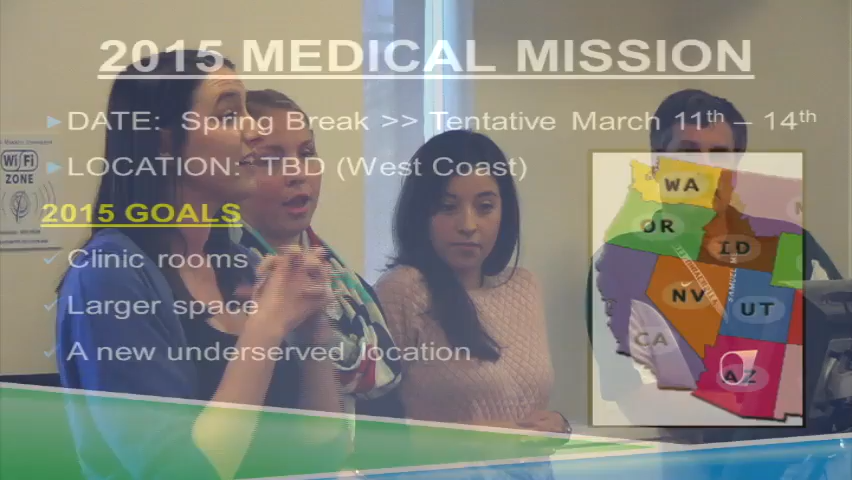 2015 MEDICAL MISSION
DATE: Spring Break >> Tentative March 11th – 14th
LOCATION: TBD (West Coast)
2015 GOALS
Clinic rooms
Larger space
A new underserved location
WiFi
ZONE
WA
OR
ID
NV
UT
CA
AZ